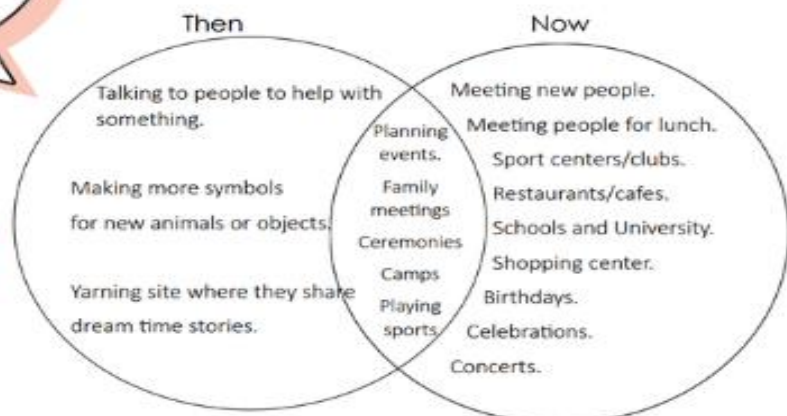 Then
Now
Talking to people to help with
something.
Making more symbols
for new animals or objects.
Yarning site where they share
dream time stories.
Planning
events.
Family
meetings
Ceremonies
Camps
Playing
sports
Meeting new people.
Meeting people for lunch.
Sport centers/clubs.
Restaurants/cafes.
Schools and University.
Shopping center.
Birthdays.
Celebrations.
Concerts.